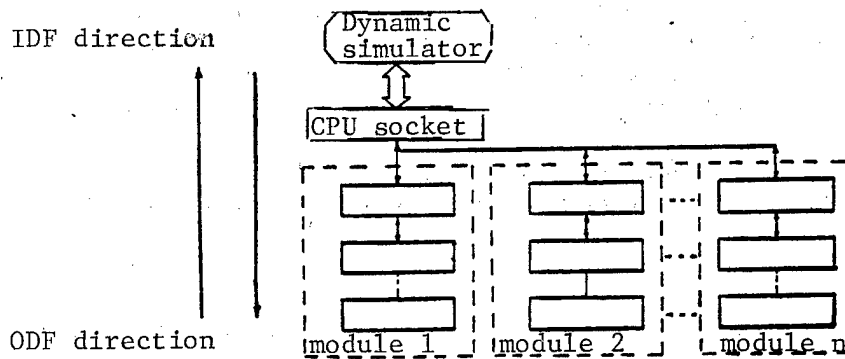 IDF direction
Dynamic
simulator
CPU socket
ODF direction
module 1
module 2
module n